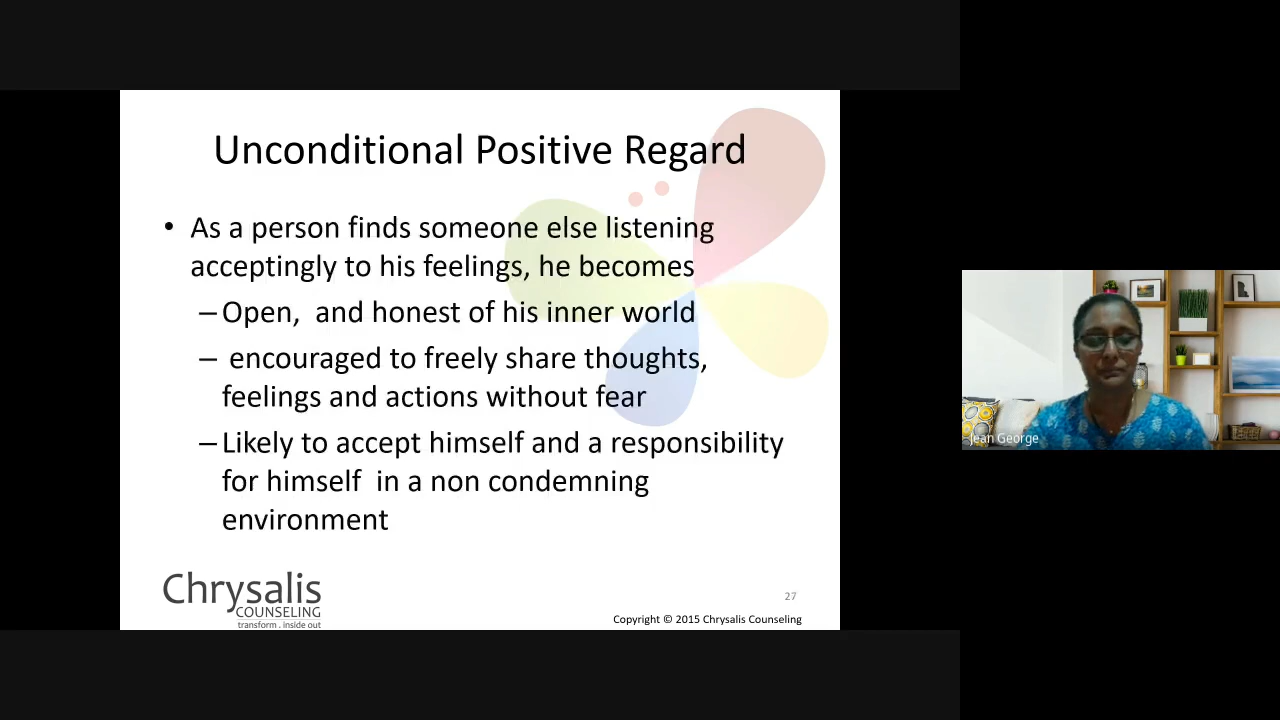 Unconditional Positive Regard
• As a person finds someone else listening
acceptingly to his feelings, he becomes
– Open,  and honest of his inner world
–  encouraged to freely share thoughts,
feelings and actions without fear
– Likely to accept himself and a responsibility
for himself  in a non condemning
environment
Chrysalis
COUNSELING
transform . inside out
27
Copyright © 2015 Chrysalis Counseling
Jean George